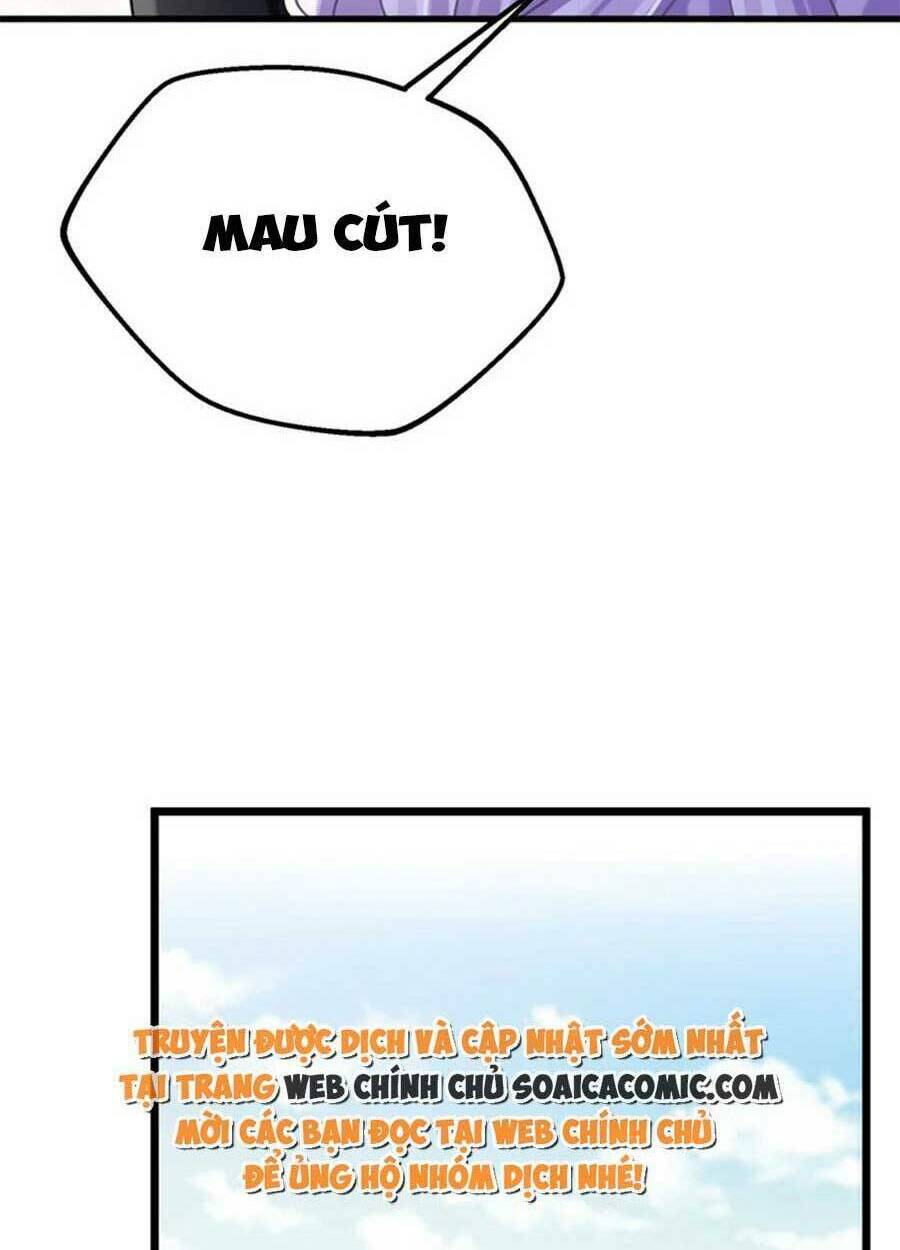 MAU CÚT!
TRUYỆN ĐƯỢC DỊCH VÀ CẬP NHẬT SỚM NHẤT
TẠI TRANG WEB CHÍNH CHỦ SOAICACOMIC.COM
MỜI CÁC BẠN ĐỌC TẠI WEB CHÍNH CHỦ
ĐỂ ỦNG HỘ NHÓM DỊCH NHÉ!